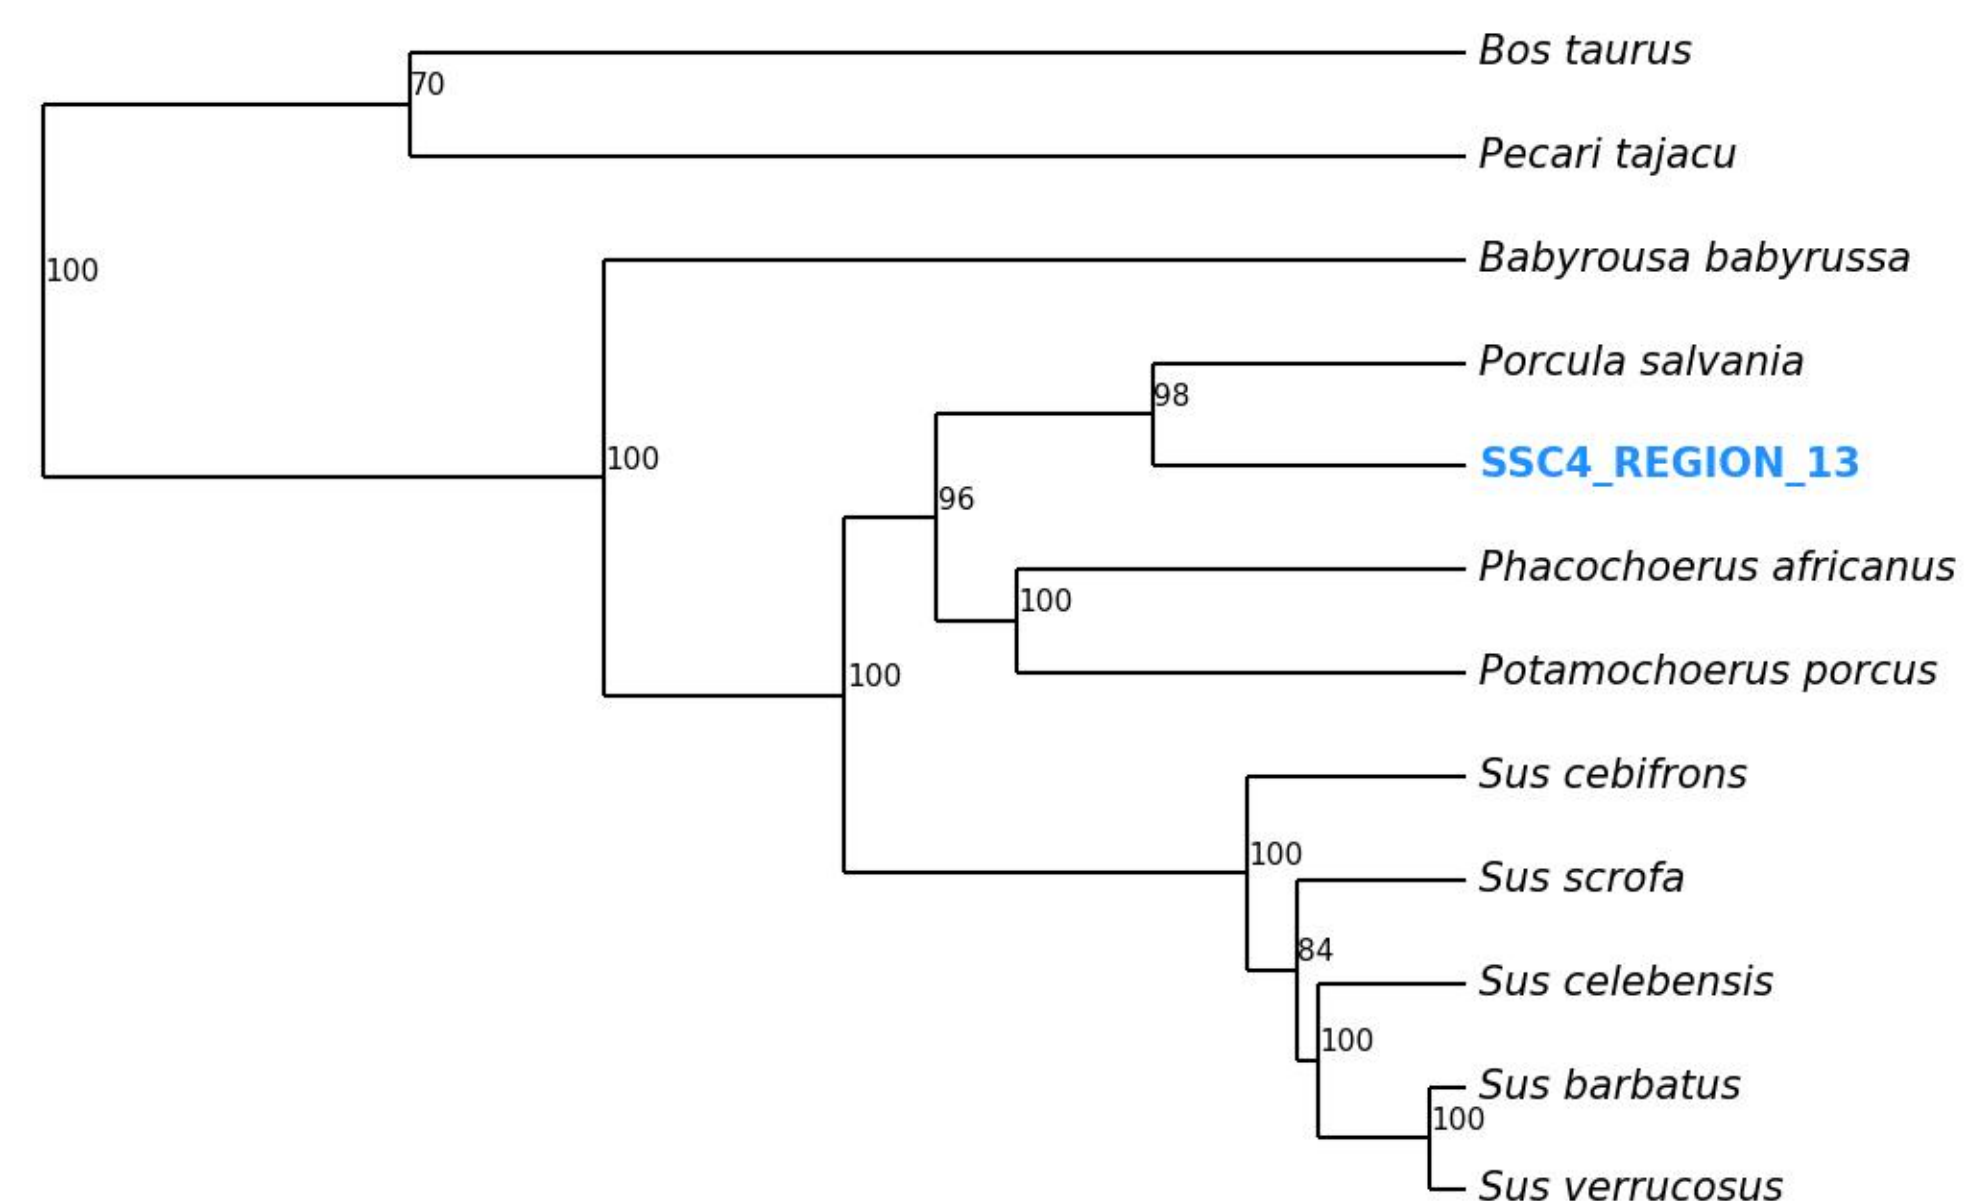 Bos taurus
70
Pecari tajacu
Babyrousa babyrussa
100
Porcula salvania
98
SSC4_REGION_13
100
96
Phacochoerus africanus
100
Potamochoerus porcus
100
Sus cebifrons
100
Sus scrofa
84
Sus celebensis
100
Sus barbatus
100
Sus verrucosus